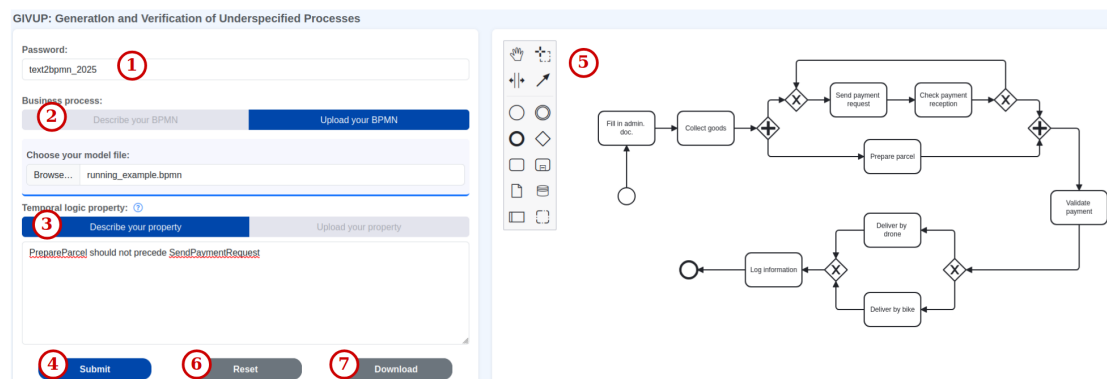 GIVUP: GeneratIon and Verification of Underspecified Processes
Password:
text2bpmn_2025
1
Business process:
2
Describe your BPMN
Upload your BPMN
Choose your model file:
Browse...
running_example.bpmn
Temporal logic property:
?
3
Describe your property
Upload your property
PrepareParcel should not precede SendPaymentRequest
4
Submit
6
Reset
7
Download
5
Fill in admin.
doc.
Collect goods
X
Send payment
request
Check payment
reception
X
Prepare parcel
Validate
payment
Deliver by
drone
X
Deliver by bike
X
Log information